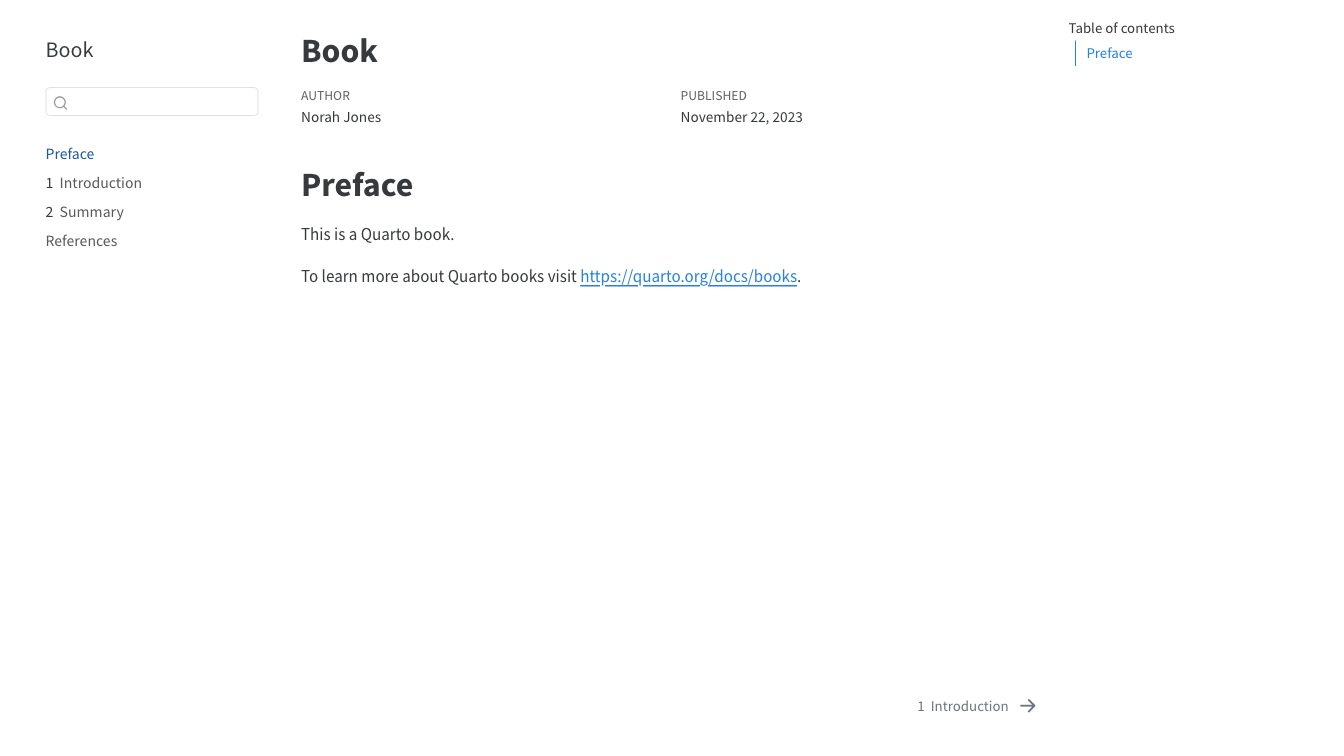 Book
Preface
1 Introduction
2 Summary
References
Book
AUTHOR
Norah Jones
PUBLISHED
November 22, 2023
Preface
This is a Quarto book.
To learn more about Quarto books visit https://quarto.org/docs/books.
1 Introduction
Table of contents
Preface